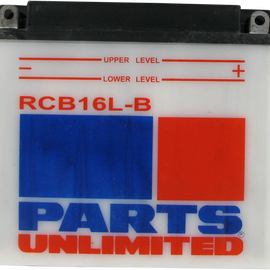 UPPER LEVEL
- +
LOWER LEVEL
RCB16L-B
PARTS®
UNLIMITED